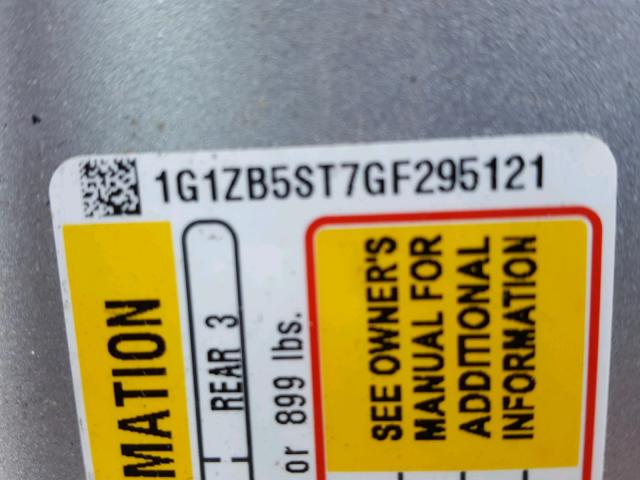 1G1ZB5ST7GF295121
MATION
REAR 3
or 899 lbs.
SEE OWNER'S
MANUAL FOR
ADDITIONAL
INFORMATION